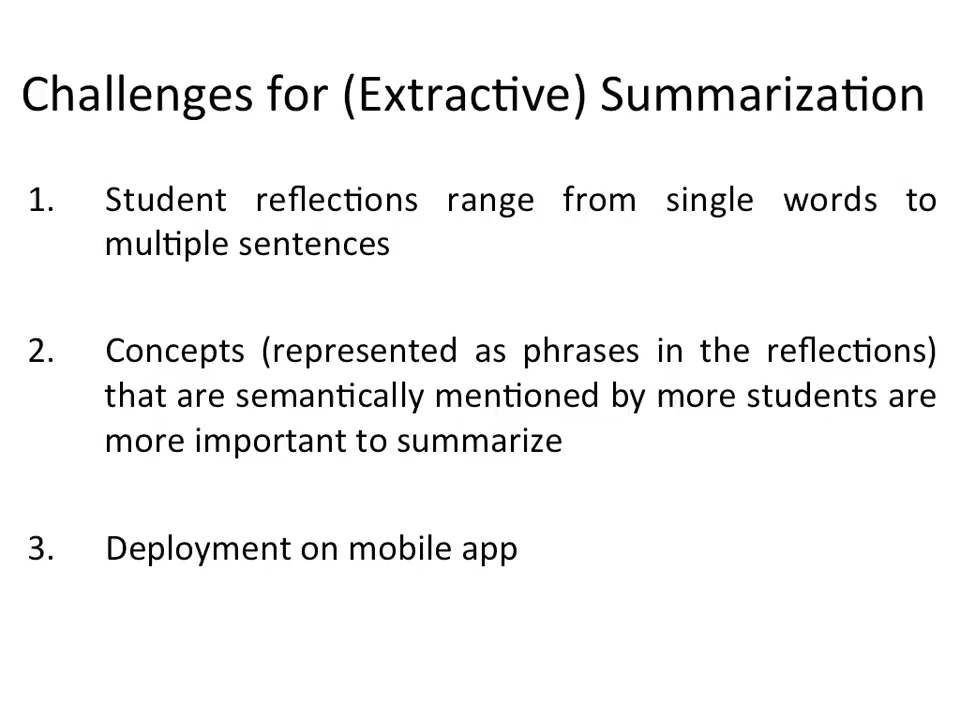 Challenges for (Extractive) Summarization
1. Student reflections range from single words to
multiple sentences
2. Concepts (represented as phrases in the reflections)
that are semantically mentioned by more students are
more important to summarize
3. Deployment on mobile app